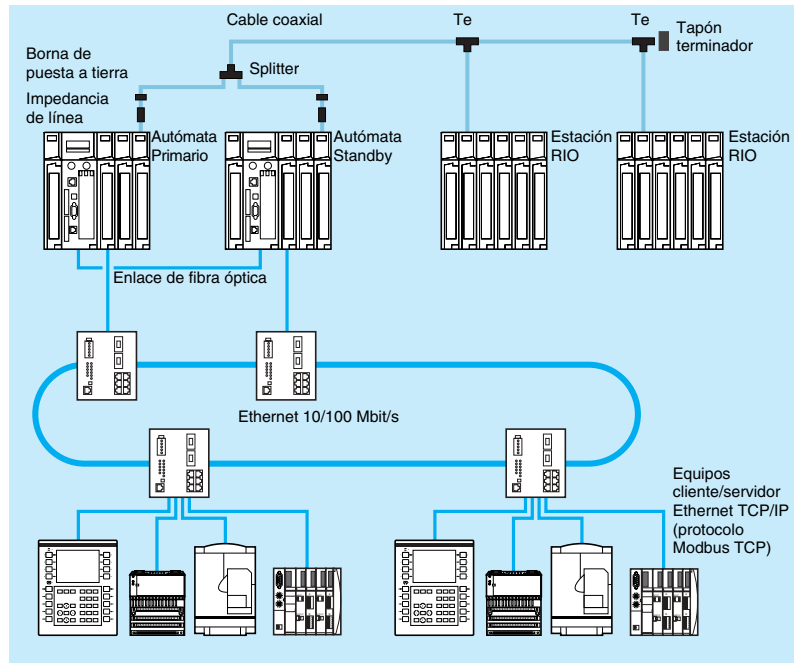 Cable coaxial
Te
Te
Tapón
terminador
Borna de
puesta a tierra
Splitter
Impedancia
de línea
Autómata
Primario
Autómata
Standby
Estación
RIO
Estación
RIO
Enlace de fibra óptica
Ethernet 10/100 Mbit/s
Equipos
cliente/servidor
Ethernet TCP/IP
(protocolo
Modbus TCP)